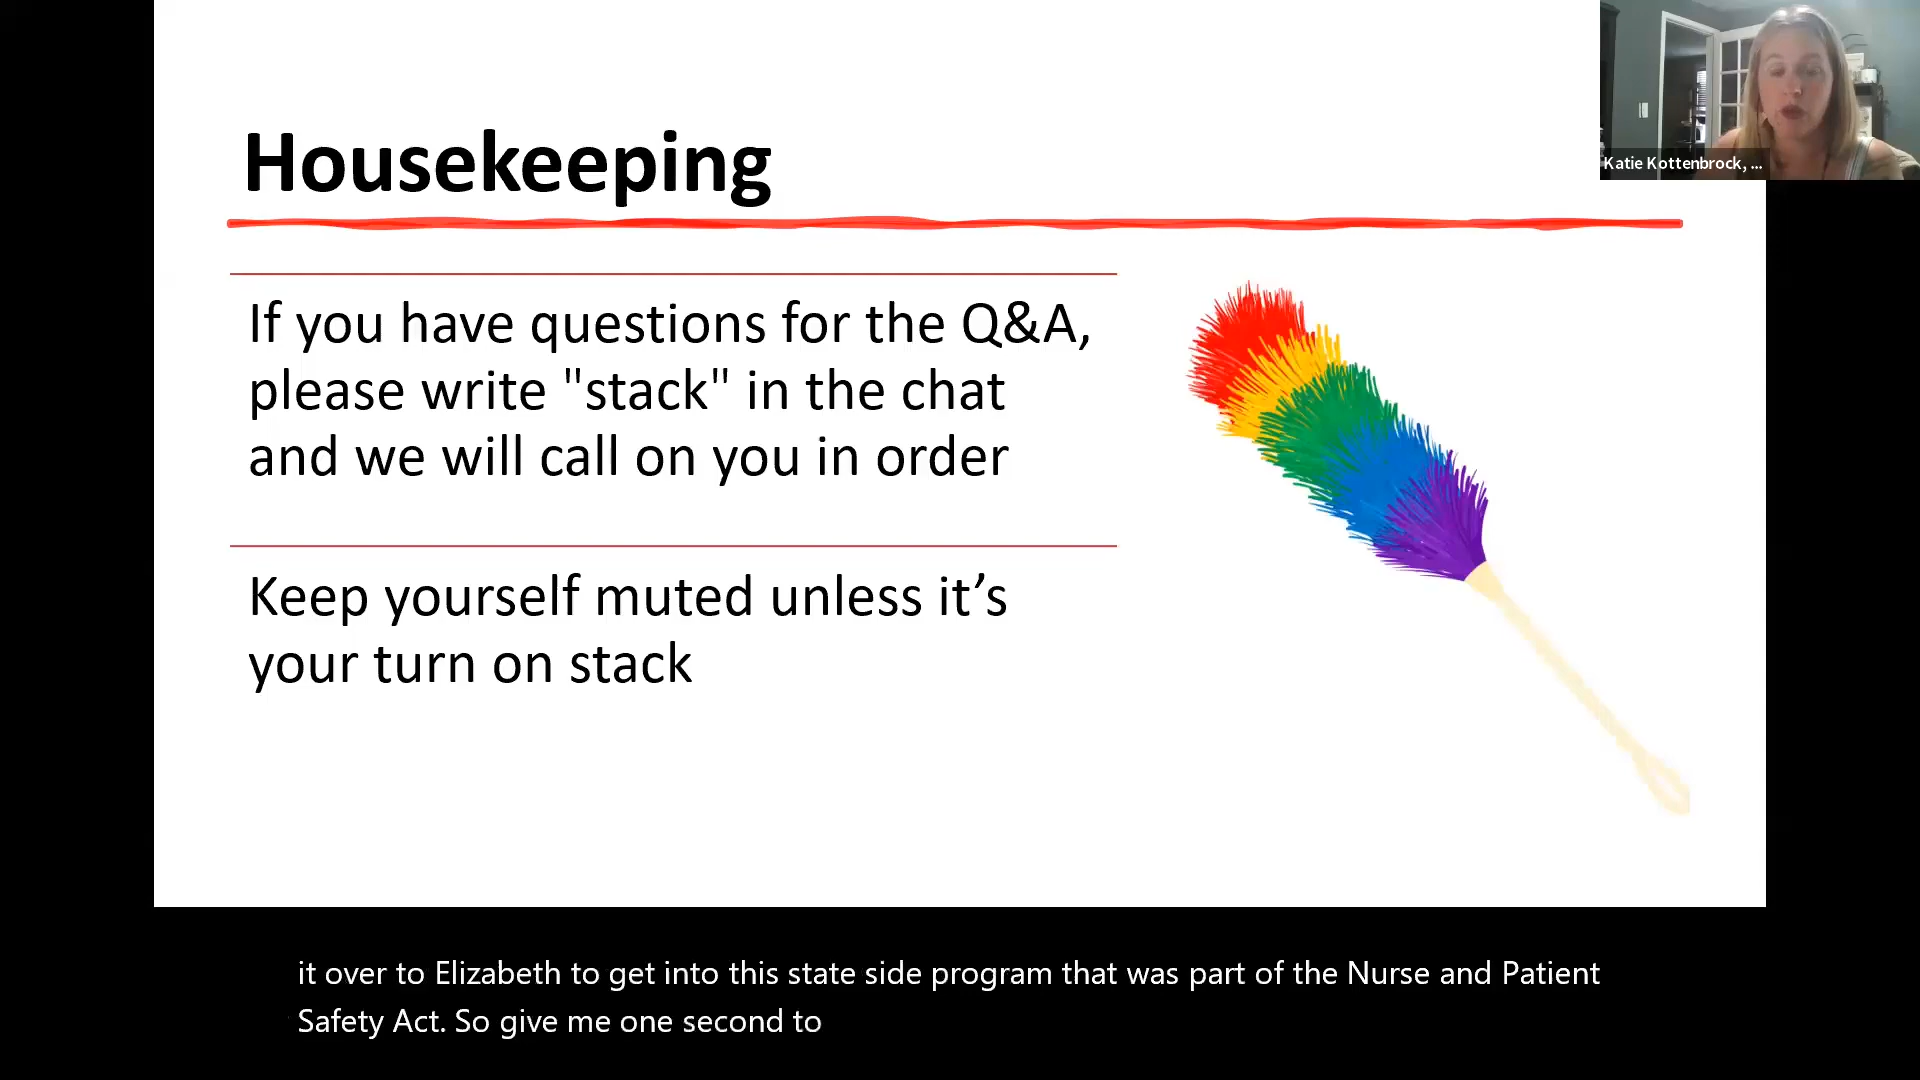 Housekeeping
Katie Kottenbrock, ...
If you have questions for the Q&A,
please write "stack" in the chat
and we will call on you in order
Keep yourself muted unless it’s
your turn on stack
it over to Elizabeth to get into this state side program that was part of the Nurse and Patient
Safety Act. So give me one second to